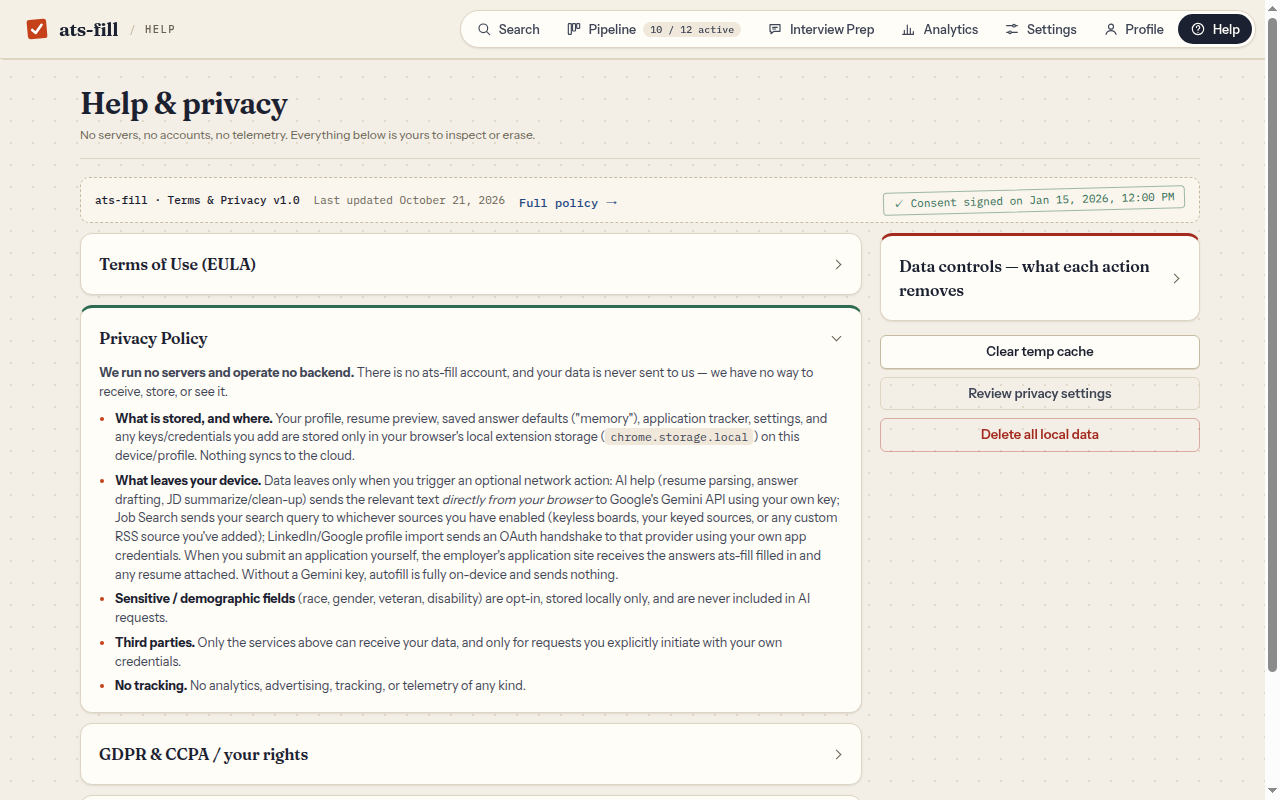 ats-fill / HELP
Search
Pipeline 10 / 12 active
Interview Prep
Analytics
Settings
Profile
Help
Help & privacy
No servers, no accounts, no telemetry. Everything below is yours to inspect or erase.
ats-fill · Terms & Privacy v1.0 Last updated October 21, 2026 Full policy →
✓ Consent signed on Jan 15, 2026, 12:00 PM
Terms of Use (EULA)
Privacy Policy
We run no servers and operate no backend. There is no ats-fill account, and your data is never sent to us — we have no way to
receive, store, or see it.
• What is stored, and where. Your profile, resume preview, saved answer defaults ("memory"), application tracker, settings, and
any keys/credentials you add are stored only in your browser's local extension storage ( chrome.storage.local ) on this
device/profile. Nothing syncs to the cloud.
• What leaves your device. Data leaves only when you trigger an optional network action: AI help (resume parsing, answer
drafting, JD summarize/clean-up) sends the relevant text directly from your browser to Google's Gemini API using your own key;
Job Search sends your search query to whichever sources you have enabled (keyless boards, your keyed sources, or any custom
RSS source you've added); LinkedIn/Google profile import sends an OAuth handshake to that provider using your own app
credentials. When you submit an application yourself, the employer's application site receives the answers ats-fill filled in and
any resume attached. Without a Gemini key, autofill is fully on-device and sends nothing.
• Sensitive / demographic fields (race, gender, veteran, disability) are opt-in, stored locally only, and are never included in AI
requests.
• Third parties. Only the services above can receive your data, and only for requests you explicitly initiate with your own
credentials.
• No tracking. No analytics, advertising, tracking, or telemetry of any kind.
GDPR & CCPA / your rights
Data controls — what each action
removes
Clear temp cache
Review privacy settings
Delete all local data